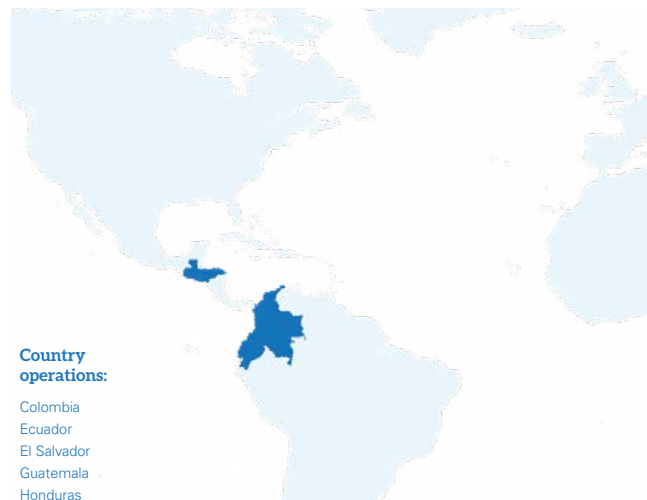 Country
operations:
Colombia
Ecuador
El Salvador
Guatemala
Honduras